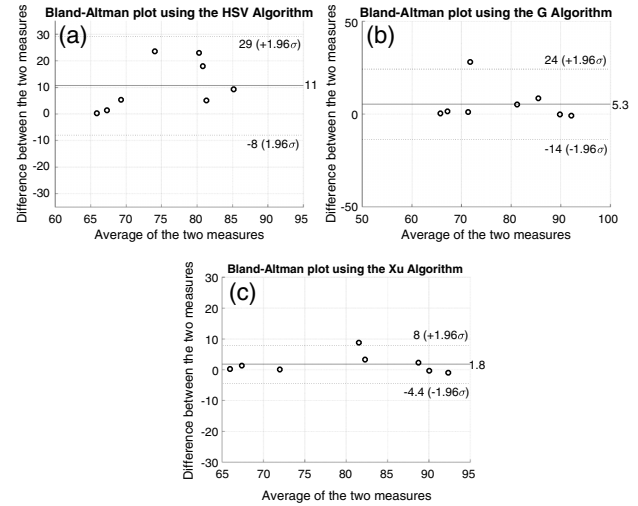 Bland-Altman plot using the HSV Algorithm
(a)
Difference between the two measures
30
20
10
0
-10
-20
-30
29 (+1.96σ)
11
-8 (1.96σ)
60 65 70 75 80 85 90 95
Average of the two measures
Bland-Altman plot using the G Algorithm
(b)
Difference between the two measures
50
0
-50
24 (+1.96σ)
5.3
-14 (-1.96σ)
50 60 70 80 90 100
Average of the two measures
Bland-Altman plot using the Xu Algorithm
(c)
Difference between the two measures
30
20
10
0
-10
-20
-30
8 (+1.96σ)
1.8
-4.4 (-1.96σ)
65 70 75 80 85 90 95
Average of the two measures